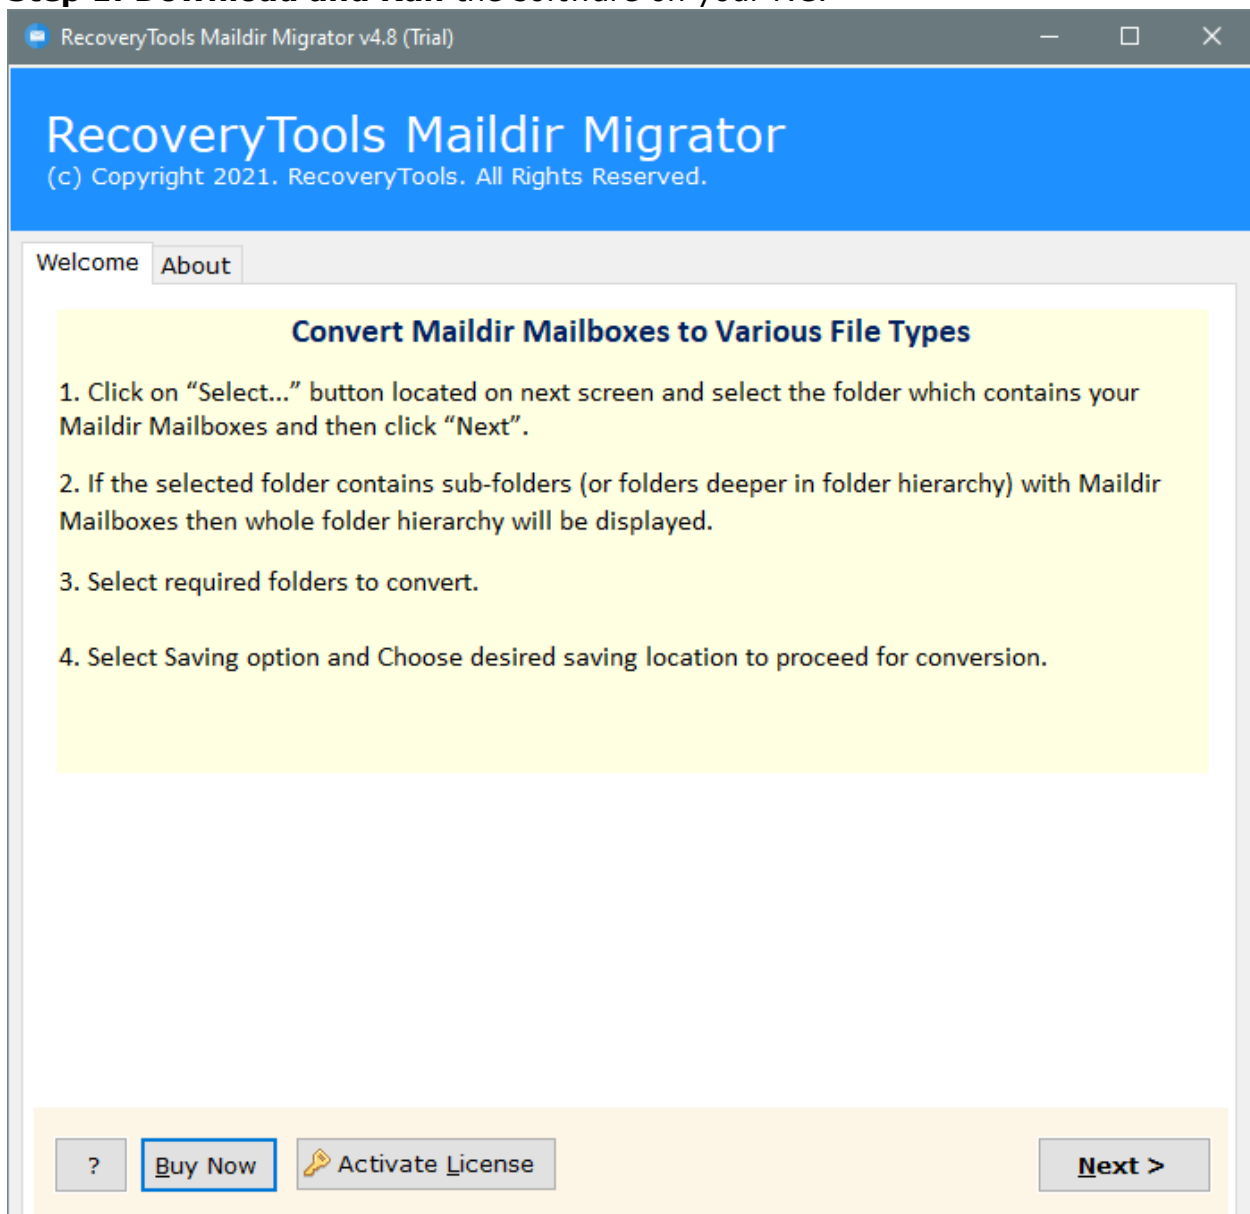 RecoveryTools Maildir Migrator v4.8 (Trial)
RecoveryTools Maildir Migrator
(c) Copyright 2021. RecoveryTools. All Rights Reserved.
Welcome About
Convert Maildir Mailboxes to Various File Types
1. Click on “Select...” button located on next screen and select the folder which contains your
Maildir Mailboxes and then click “Next”.
2. If the selected folder contains sub-folders (or folders deeper in folder hierarchy) with Maildir
Mailboxes then whole folder hierarchy will be displayed.
3. Select required folders to convert.
4. Select Saving option and Choose desired saving location to proceed for conversion.
? Buy Now Activate License Next >